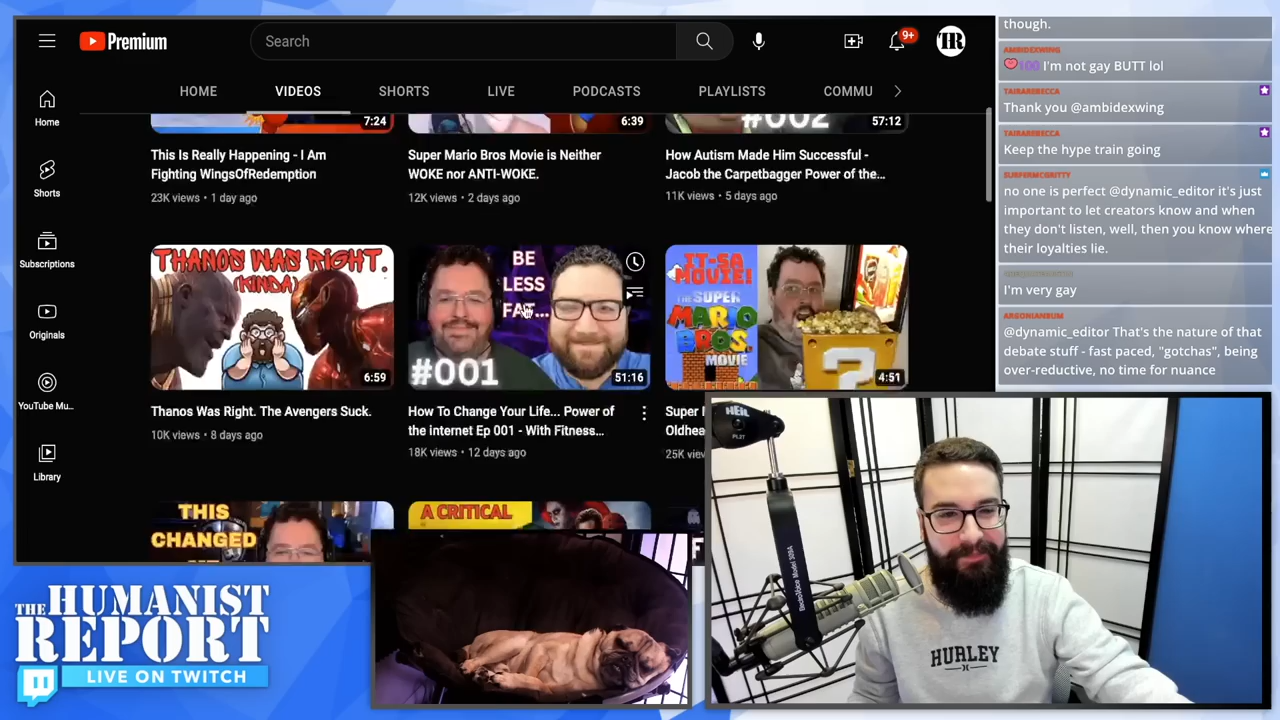 Premium
Search
9+
HR
HOME
VIDEOS
SHORTS
LIVE
PODCASTS
PLAYLISTS
COMMU
Home
Shorts
Subscriptions
Originals
YouTube Mu...
Library
7:24
6:39
#002
57:12
This Is Really Happening - I Am
Fighting WingsOfRedemption
23K views • 1 day ago
Super Mario Bros Movie is Neither
WOKE nor ANTI-WOKE.
12K views • 2 days ago
How Autism Made Him Successful -
Jacob the Carpetbagger Power of the...
11K views • 5 days ago
THANOS WAS RIGHT.
(KINDA)
6:59
BE
LESS
FAT...
#001
51:16
IT-SA
MOVIE!
THE SUPER
MARIO
BROS.
MOVIE
?
4:51
Thanos Was Right. The Avengers Suck.
10K views • 8 days ago
How To Change Your Life... Power of
the internet Ep 001 - With Fitness...
18K views • 12 days ago
Super
Oldhea
25K vie
THIS
CHANGED
A CRITICAL
though.
AMBIDEXWING
100 I'm not gay BUTT lol
TAIRAREBECCA
Thank you @ambidexwing
TAIRAREBECCA
Keep the hype train going
no one is perfect @dynamic_editor it's just
important to let creators know and when
they don't listen, well, then you know where
their loyalties lie.
I'm very gay
ARGONIANBUM
@dynamic_editor That's the nature of that
debate stuff - fast paced, "gotchas", being
over-reductive, no time for nuance
HEIL
PL2T
HURLEY
THE HUMANIST
REPORT
LIVE ON TWITCH